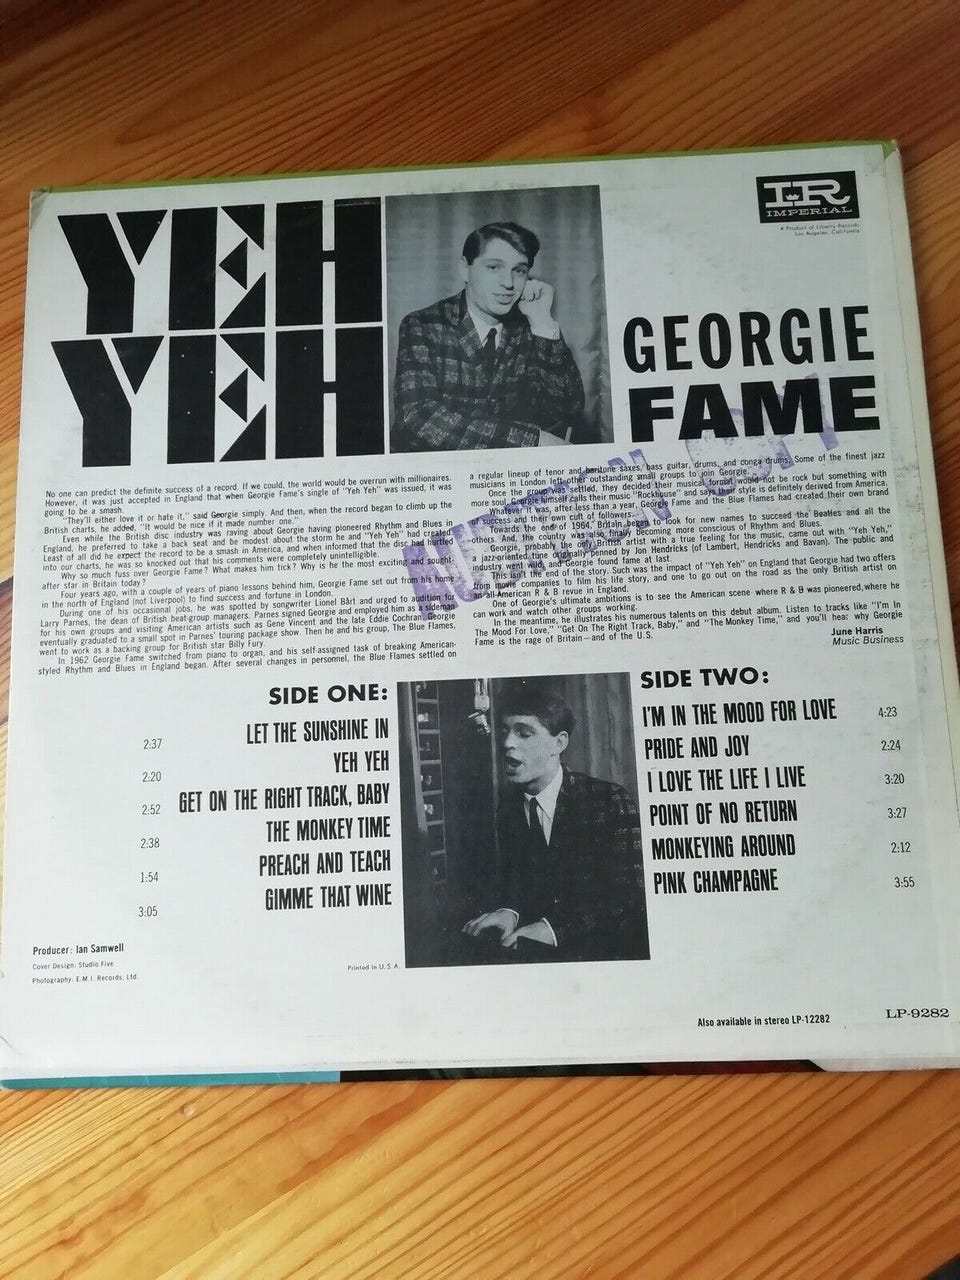 YEH
YEH
IR
IMPERIAL
A Product of Liberty Records
Los Angeles, California
GEORGIE
FAME
AUDITION COPY
No one can predict the definite success of a record. If we could, the world would be overrun with millionaires.
However, it was just accepted in England that when Georgie Fame's single of "Yeh Yeh" was issued, it was
going to be a smash.
"They'll either love it or hate it," said Georgie simply. And then, when the record began to climb up the
British charts, he added, "It would be nice if it made number one."
Even while the British disc industry was raving about Georgie having pioneered Rhythm and Blues in
England, he preferred to take a back seat and be modest about the storm he and "Yeh Yeh" had created.
Least of all did he expect the record to be a smash in America, and when informed that the disc had hurtled
into our charts, he was so knocked out that his comments were completely unintelligible.
Why so much fuss over Georgie Fame? What makes him tick? Why is he the most exciting and sought-
after star in Britain today?
Four years ago, with a couple of years of piano lessons behind him, Georgie Fame set out from his home
in the north of England (not Liverpool) to find success and fortune in London.
During one of his occasional jobs, he was spotted by songwriter Lionel Bart and urged to audition for
Larry Parnes, the dean of British beat-group managers. Parnes signed Georgie and employed him as a sideman
for his own groups and visiting American artists such as Gene Vincent and the late Eddie Cochran. Georgie
eventually graduated to a small spot in Parnes' touring package show. Then he and his group, The Blue Flames,
went to work as a backing group for British star Billy Fury.
In 1962 Georgie Fame switched from piano to organ, and his self-assigned task of breaking American-
styled Rhythm and Blues in England began. After several changes in personnel, the Blue Flames settled on
a regular lineup of tenor and baritone saxes, bass guitar, drums, and conga drums. Some of the finest jazz
musicians in London left other outstanding small groups to join Georgie.
Once the group was settled, they decided their musical format would not be rock but something with
more soul. Georgie himself calls their music "Rockhouse" and says their style is definitely derived from America.
Whatever it was, after less than a year, Georgie Fame and the Blue Flames had created their own brand
of success and their own cult of followers.
Towards the end of 1964, Britain began to look for new names to succeed the Beatles and all the
others. And, the country was also finally becoming more conscious of Rhythm and Blues.
Georgie, probably the only British artist with a true feeling for the music, came out with "Yeh Yeh,"
a jazz-oriented tune originally penned by Jon Hendricks (of Lambert, Hendricks and Bavan). The public and
industry went wild, and Georgie found fame at last.
This isn't the end of the story. Such was the impact of "Yeh Yeh" on England that Georgie had two offers
from movie companies to film his life story, and one to go out on the road as the only British artist on
an all-American R & B revue in England.
One of Georgie's ultimate ambitions is to see the American scene where R & B was pioneered, where he
can work and watch other groups working.
In the meantime, he illustrates his numerous talents on this debut album. Listen to tracks like "I'm In
The Mood For Love," "Get On The Right Track, Baby," and "The Monkey Time," and you'll hear why Georgie
Fame is the rage of Britain—and of the U.S.
June Harris
Music Business
SIDE ONE:
2:37 LET THE SUNSHINE IN
2:20 YEH YEH
2:52 GET ON THE RIGHT TRACK, BABY
2:38 THE MONKEY TIME
1:54 PREACH AND TEACH
3:05 GIMME THAT WINE
SIDE TWO:
I'M IN THE MOOD FOR LOVE 4:23
PRIDE AND JOY 2:24
I LOVE THE LIFE I LIVE 3:20
POINT OF NO RETURN 3:27
MONKEYING AROUND 2:12
PINK CHAMPAGNE 3:55
Producer: Ian Samwell
Cover Design: Studio Five
Photography: E.M.I. Records, Ltd.
Printed in U.S.A.
Also available in stereo LP-12282
LP-9282